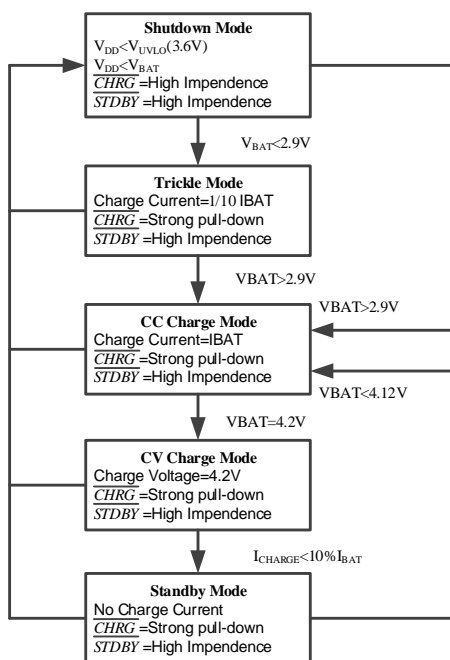 Shutdown Mode
VDD<VUVLO(3.6V)
VDD<VBAT
CHRG =High Impendence
STDBY =High Impendence
VBAT<2.9V
Trickle Mode
Charge Current=1/10 IBAT
CHRG =Strong pull-down
STDBY =High Impendence
VBAT>2.9V
VBAT>2.9V
CC Charge Mode
Charge Current=IBAT
CHRG =Strong pull-down
STDBY =High Impendence
VBAT<4.12V
VBAT=4.2V
CV Charge Mode
Charge Voltage=4.2V
CHRG =Strong pull-down
STDBY =High Impendence
ICHARGE<10%IBAT
Standby Mode
No Charge Current
CHRG =Strong pull-down
STDBY =High Impendence